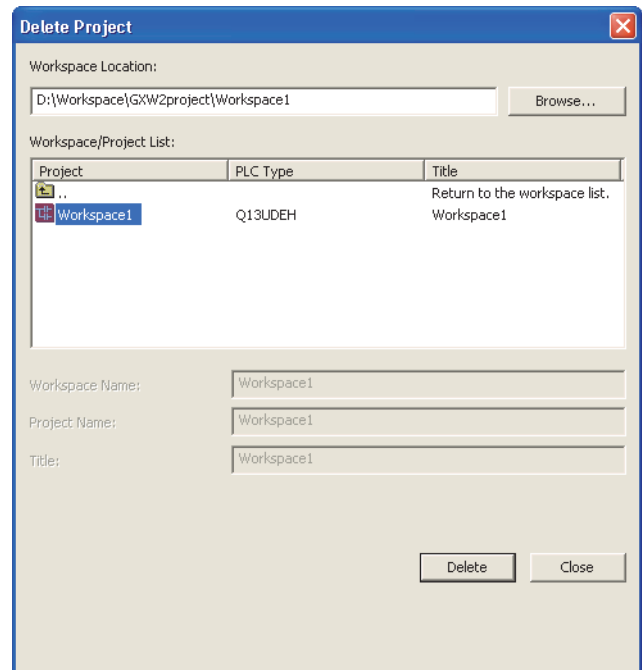 Delete Project
Workspace Location:
D:\Workspace\GXW2project\Workspace1 Browse...
Workspace/Project List:
Project PLC Type Title
.. Return to the workspace list.
Workspace1 Q13UDEH Workspace1
Workspace Name: Workspace1
Project Name: Workspace1
Title: Workspace1
Delete Close